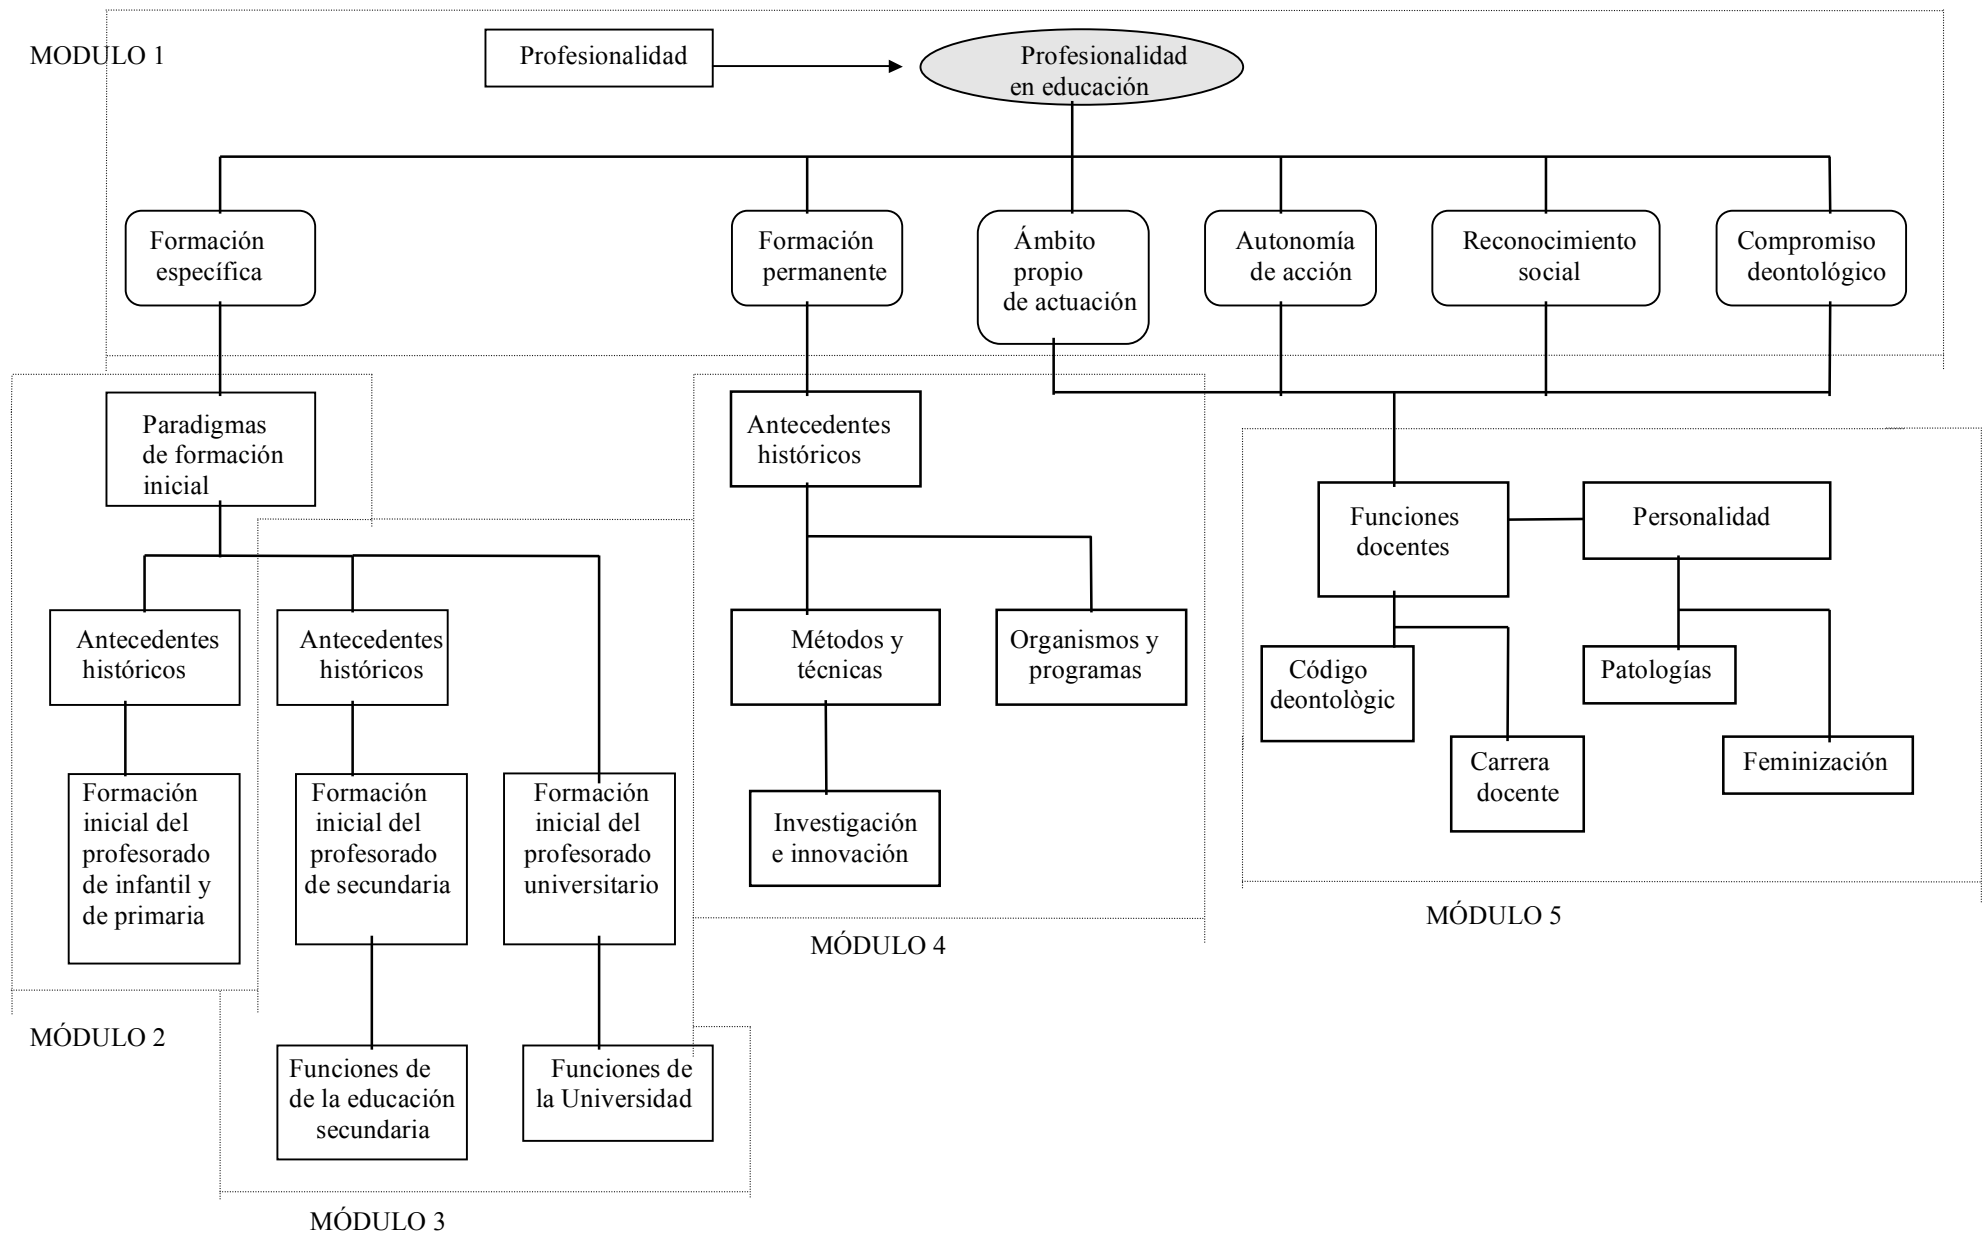 MODULO 1
Profesionalidad
Profesionalidad
en educación
Formación
específica
Formación
permanente
Ámbito
propio
de actuación
Autonomía
de acción
Reconocimiento
social
Compromiso
deontológico
Paradigmas
de formación
inicial
Antecedentes
históricos
Formación
inicial del
profesorado
de infantil y
de primaria
MÓDULO 2
Antecedentes
históricos
Formación
inicial del
profesorado
de secundaria
Formación
inicial del
profesorado
universitario
Funciones de
de la educación
secundaria
Funciones de
la Universidad
MÓDULO 3
Antecedentes
históricos
Métodos y
técnicas
Organismos y
programas
Investigación
e innovación
MÓDULO 4
Funciones
docentes
Personalidad
Código
deontològic
Patologías
Carrera
docente
Feminización
MÓDULO 5